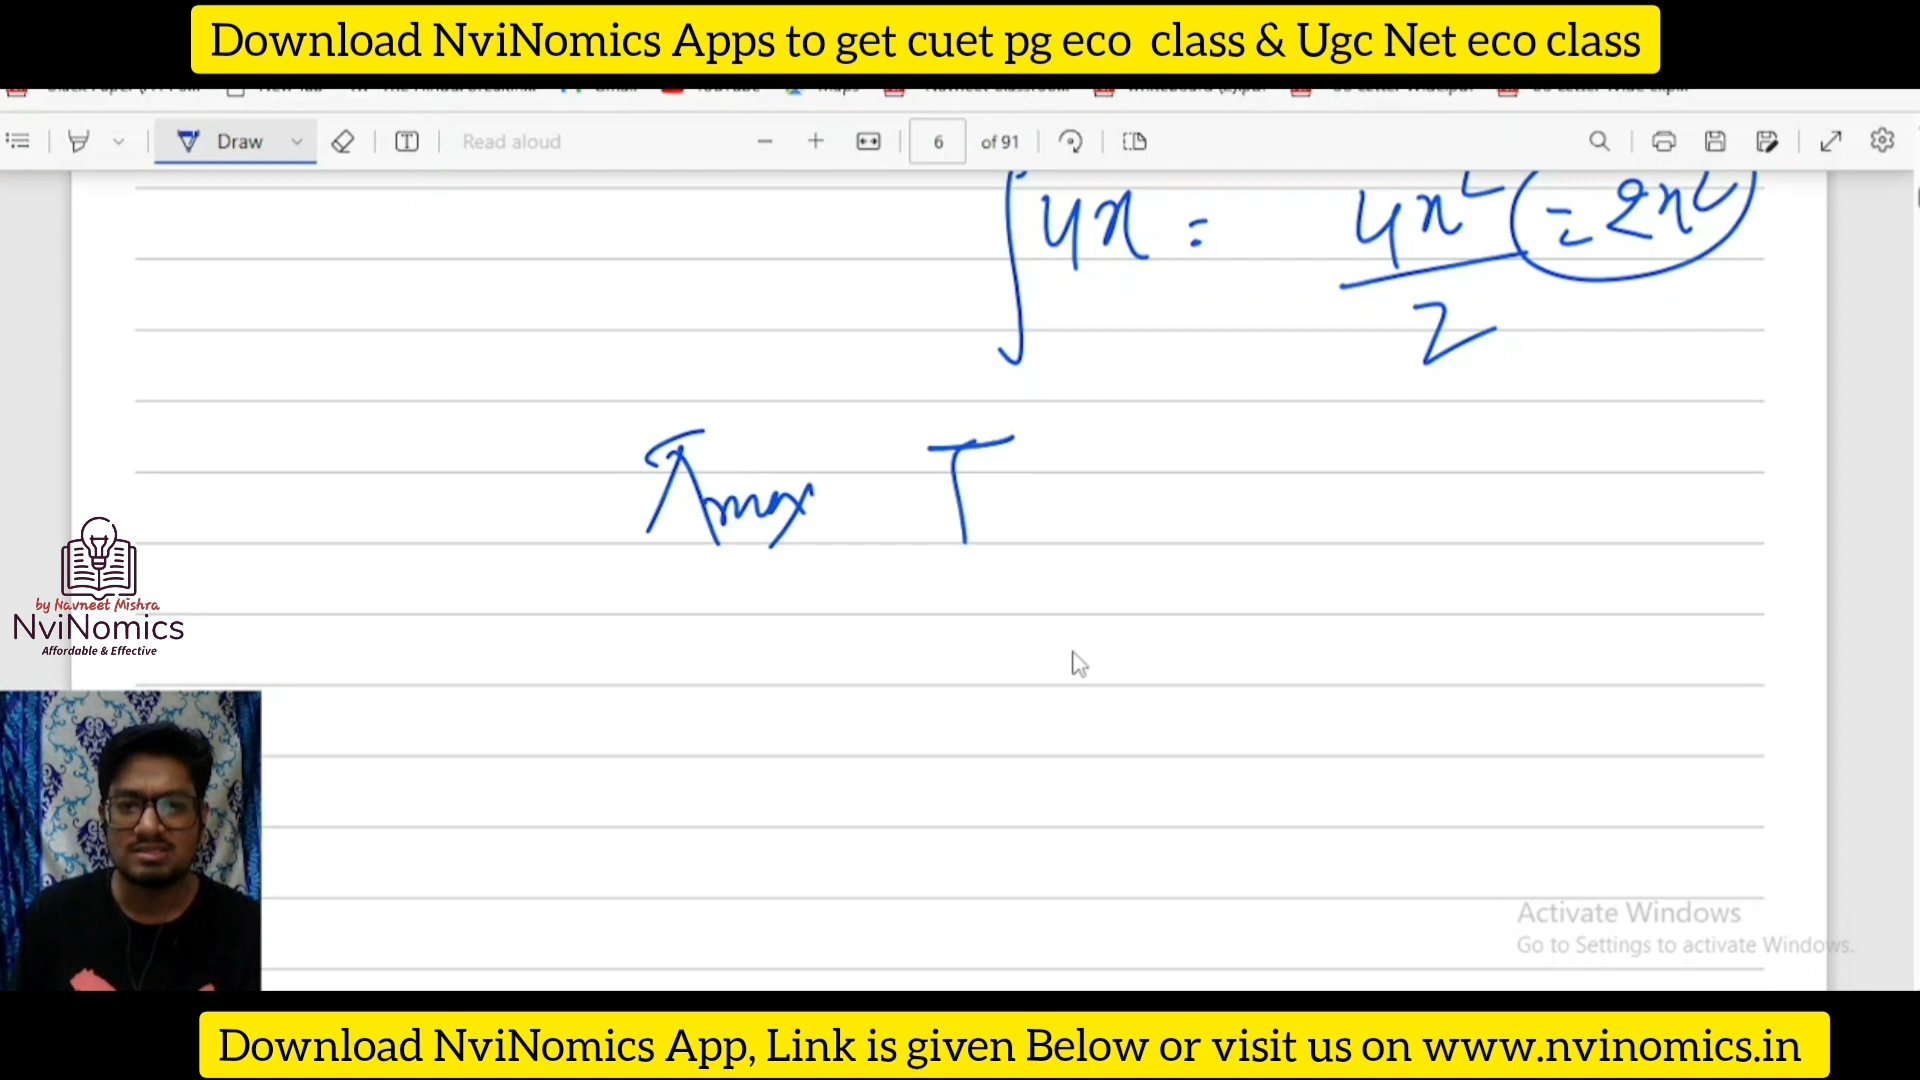 Download NviNomics Apps to get cuet pg eco class & Ugc Net eco class
Draw
Read aloud
6 of 91
∫4x = 4x²/2 = 2x²
π max T
by Navneet Mishra
NviNomics
Affordable & Effective
Activate Windows
Go to Settings to activate Windows.
Download NviNomics App, Link is given Below or visit us on www.nvinomics.in